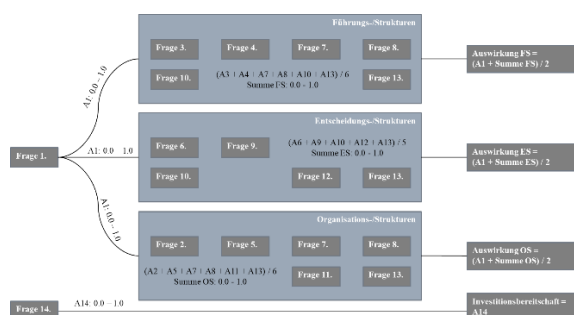 Führungs-/Strukturen
Frage 3.
Frage 4.
Frage 7.
Frage 8.
Frage 10.
(A3 + A4 + A7 + A8 + A10 + A13) / 6
Summe FS: 0.0 - 1.0
Frage 13.
Auswirkung FS =
(A1 + Summe FS) / 2
A1: 0.0 – 1.0
Frage 1.
A1: 0.0 – 1.0
Entscheidungs-/Strukturen
Frage 6.
Frage 9.
(A6 + A9 + A10 + A12 + A13) / 5
Summe ES: 0.0 – 1.0
Frage 10.
Frage 12.
Frage 13.
Auswirkung ES =
(A1 + Summe ES) / 2
A1: 0.0 – 1.0
Organisations-/Strukturen
Frage 2.
Frage 5.
Frage 7.
Frage 8.
(A2 + A5 + A7 + A8 + A11 + A13) / 6
Summe OS: 0.0 - 1.0
Frage 11.
Frage 13.
Auswirkung OS =
(A1 + Summe OS) / 2
Frage 14.
A14: 0.0 – 1.0
Investitionsbereitschaft =
A14